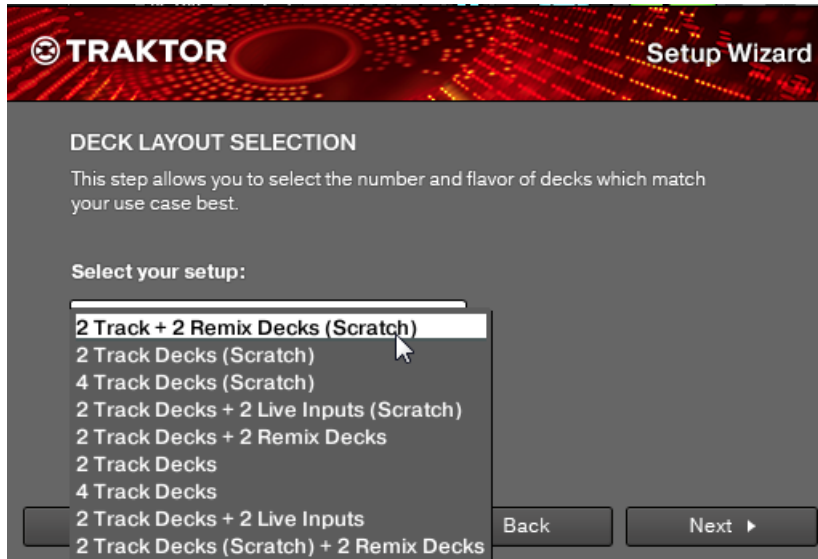 TRAKTOR
Setup Wizard
DECK LAYOUT SELECTION
This step allows you to select the number and flavor of decks which match
your use case best.
Select your setup:
2 Track + 2 Remix Decks (Scratch)
2 Track Decks (Scratch)
4 Track Decks (Scratch)
2 Track Decks + 2 Live Inputs (Scratch)
2 Track Decks + 2 Remix Decks
2 Track Decks
4 Track Decks
2 Track Decks + 2 Live Inputs
2 Track Decks (Scratch) + 2 Remix Decks
Back
Next